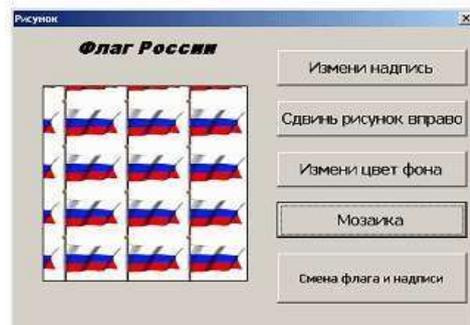 Рисунок
Флаг России
Измени надпись
Сдвинь рисунок вправо
Измени цвет фона
Мозаика
Смена флага и надписи